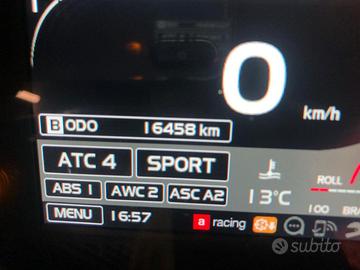 0
km/h
B ODO 16458 km
ATC 4 SPORT
ABS 1 AWC 2 ASC A2 13°C
ROLL
MENU 16:57 a racing 100 BRA
subito